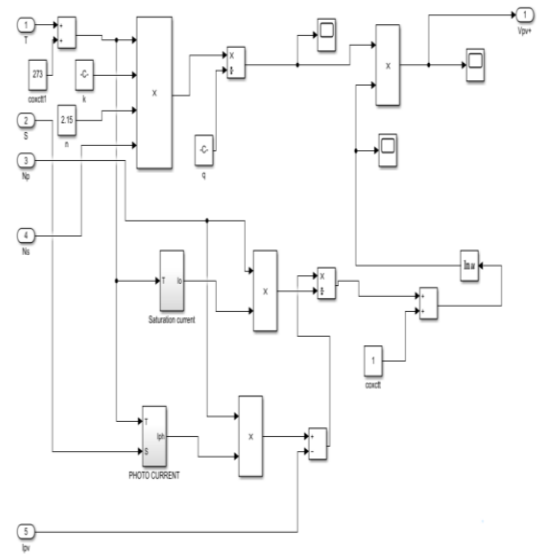 1
T
+
+
273
coxctt1
-C-
k
2.15
n
2
S
3
Np
4
Ns
X
X
÷
-C-
q
X
1
Vpv+
T
Io
Saturation current
X
X
÷
+
+
1
coxctt
T
S
Iph
PHOTO CURRENT
X
+
−
5
Ipv